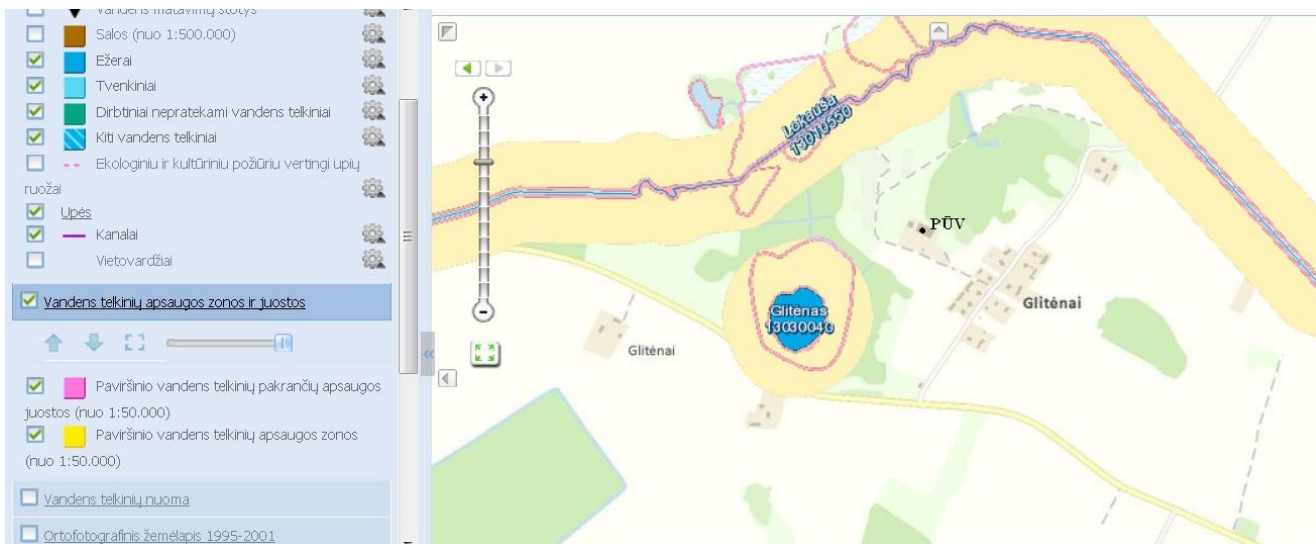 Vandens matavimų stotys
Salos (nuo 1:500.000)
Ežerai
Tvenkiniai
Dirbtiniai nepratekami vandens telkiniai
Kiti vandens telkiniai
Ekologiniu ir kultūriniu požiūriu vertingi upių
ruožai
Upės
Kanalai
Vietovardžiai
Vandens telkinių apsaugos zonos ir juostos
Paviršinio vandens telkinių pakrančių apsaugos
juostos (nuo 1:50.000)
Paviršinio vandens telkinių apsaugos zonos
(nuo 1:50.000)
Vandens telkinių nuoma
Ortofotografinis žemėlapis 1995-2001
Lokauša
13010550
PŪV
Glitėnas
13030040
Glitėnai
Glitėnai